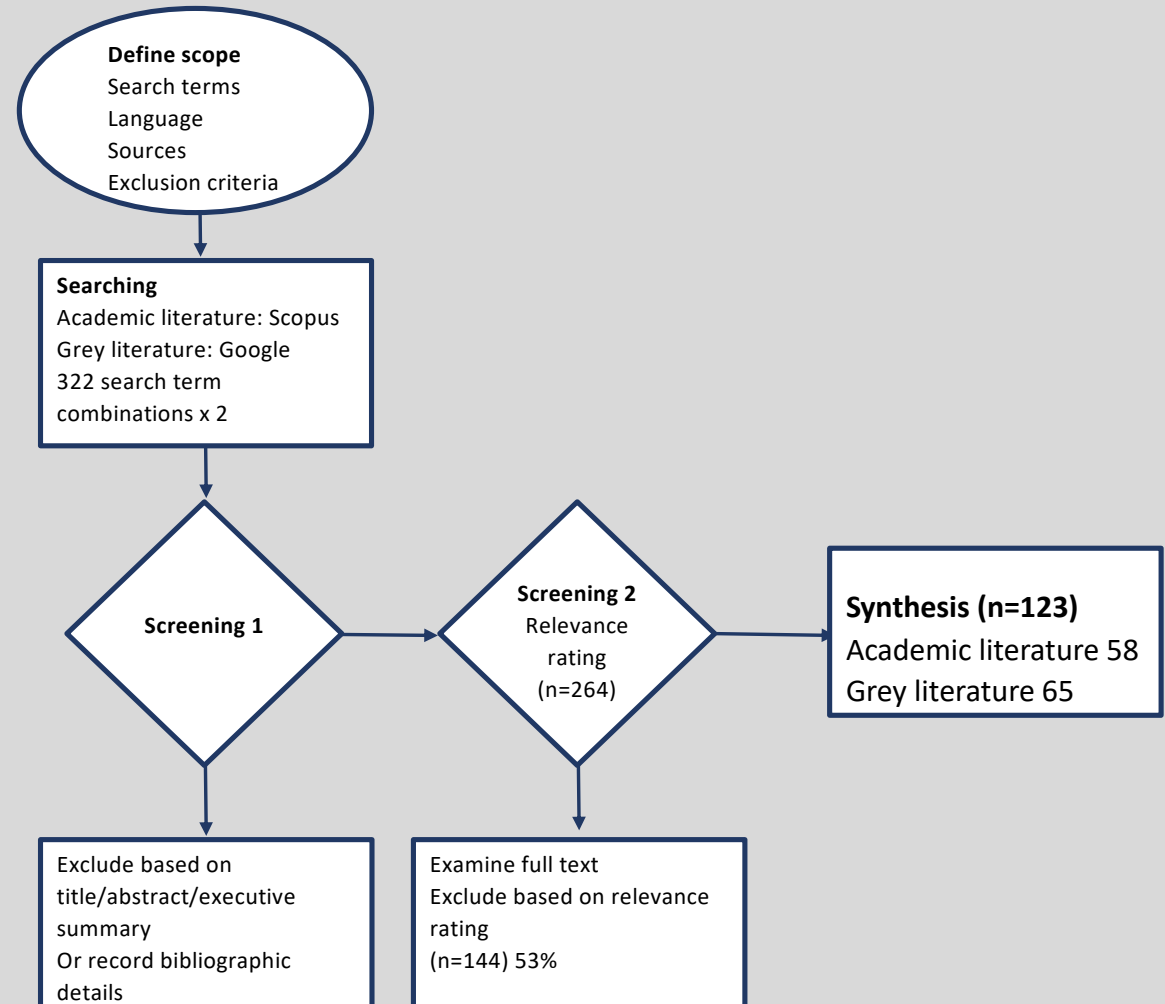 Define scope
Search terms
Language
Sources
Exclusion criteria
Searching
Academic literature: Scopus
Grey literature: Google
322 search term
combinations x 2
Screening 1
Screening 2
Relevance
rating
(n=264)
Synthesis (n=123)
Academic literature 58
Grey literature 65
Exclude based on
title/abstract/executive
summary
Or record bibliographic
details
Examine full text
Exclude based on relevance
rating
(n=144) 53%